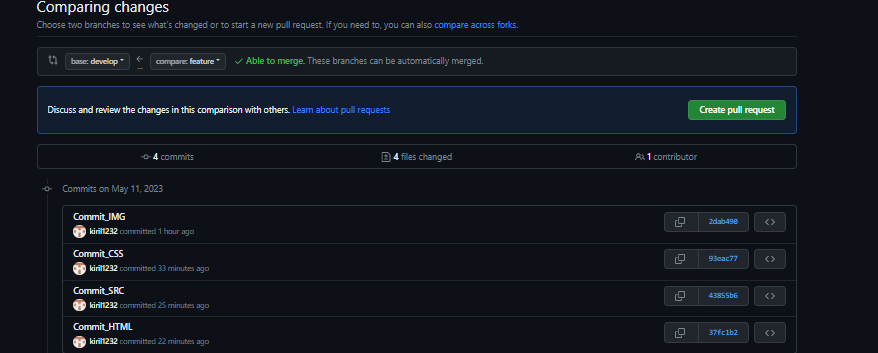 Comparing changes
Choose two branches to see what's changed or to start a new pull request. If you need to, you can also compare across forks.
base: develop compare: feature Able to merge. These branches can be automatically merged.
Discuss and review the changes in this comparison with others. Learn about pull requests Create pull request
4 commits 4 files changed 1 contributor
Commits on May 11, 2023
Commit_IMG
kiril1232 committed 1 hour ago 2dab490
Commit_CSS
kiril1232 committed 33 minutes ago 93eac77
Commit_SRC
kiril1232 committed 25 minutes ago 43855b6
Commit_HTML
kiril1232 committed 22 minutes ago 37fc1b2